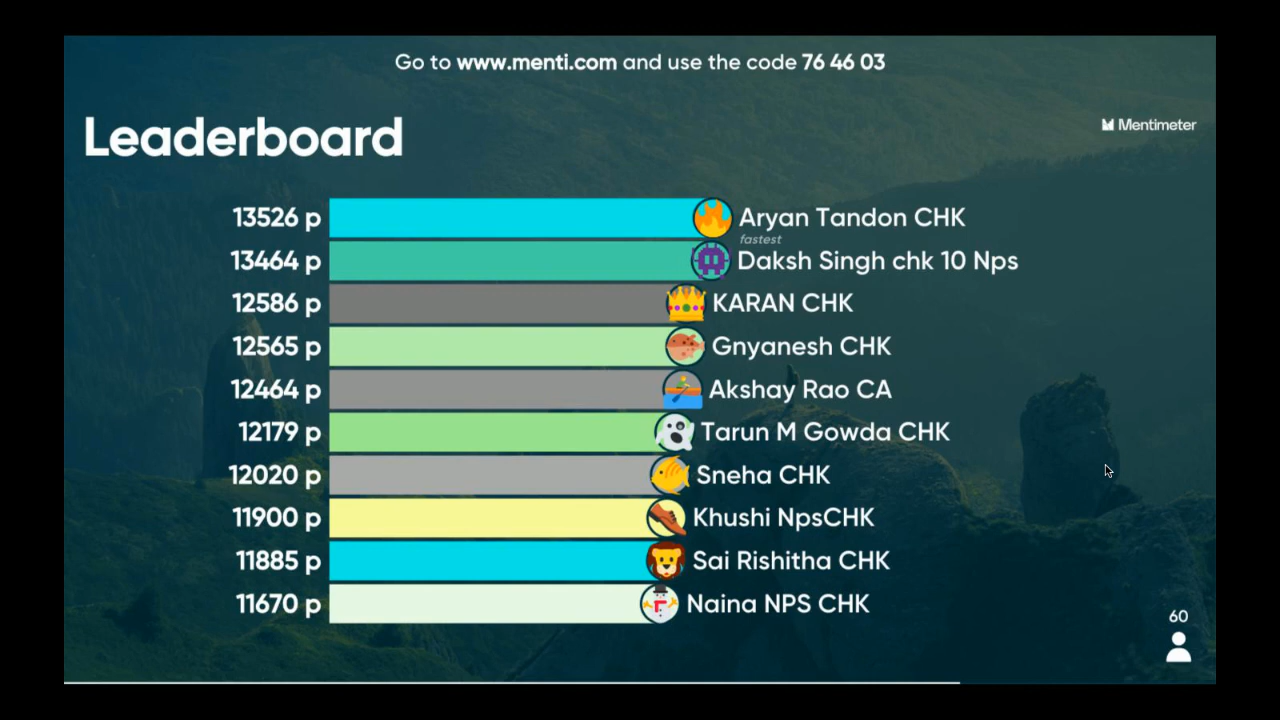 Go to www.menti.com and use the code 76 46 03
Leaderboard
Mentimeter
13526 p Aryan Tandon CHK
fastest
13464 p Daksh Singh chk 10 Nps
12586 p KARAN CHK
12565 p Gnyanesh CHK
12464 p Akshay Rao CA
12179 p Tarun M Gowda CHK
12020 p Sneha CHK
11900 p Khushi NpsCHK
11885 p Sai Rishitha CHK
11670 p Naina NPS CHK
60